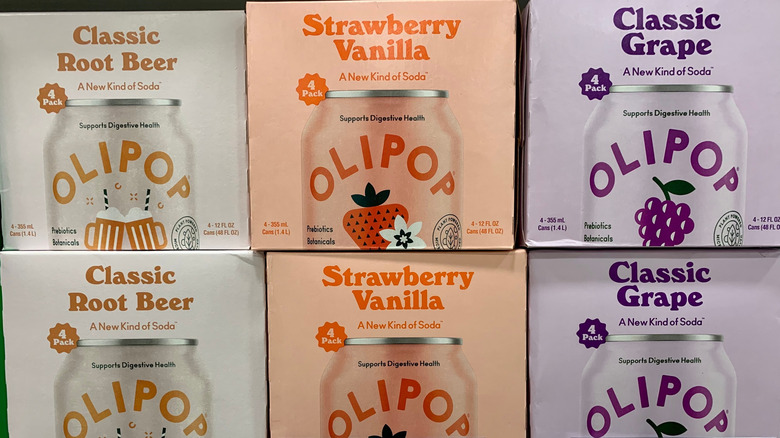 Classic
Root Beer
A New Kind of Soda™
4
Pack
Supports Digestive Health
OLIPOP
Prebiotics
Botanicals
4 - 355 mL
Cans (1.4 L)
4 - 12 FL OZ
Cans (48 FL OZ)
Strawberry
Vanilla
A New Kind of Soda™
4
Pack
Supports Digestive Health
OLIPOP
4 - 355 mL
Cans (1.4 L)
Prebiotics
Botanicals
4 - 12 FL OZ
Cans (48 FL OZ)
Classic
Grape
A New Kind of Soda™
4
Pack
Supports Digestive Health
OLIPOP
4 - 355 mL
Cans (1.4 L)
Prebiotics
Botanicals
4 - 12 FL OZ
Cans (48 FL OZ)
Classic
Root Beer
A New Kind of Soda™
4
Pack
Supports Digestive Health
OLIPOP
Strawberry
Vanilla
A New Kind of Soda™
4
Pack
Supports Digestive Health
OLIPOP
Classic
Grape
A New Kind of Soda™
4
Pack
Supports Digestive Health
OLIPOP